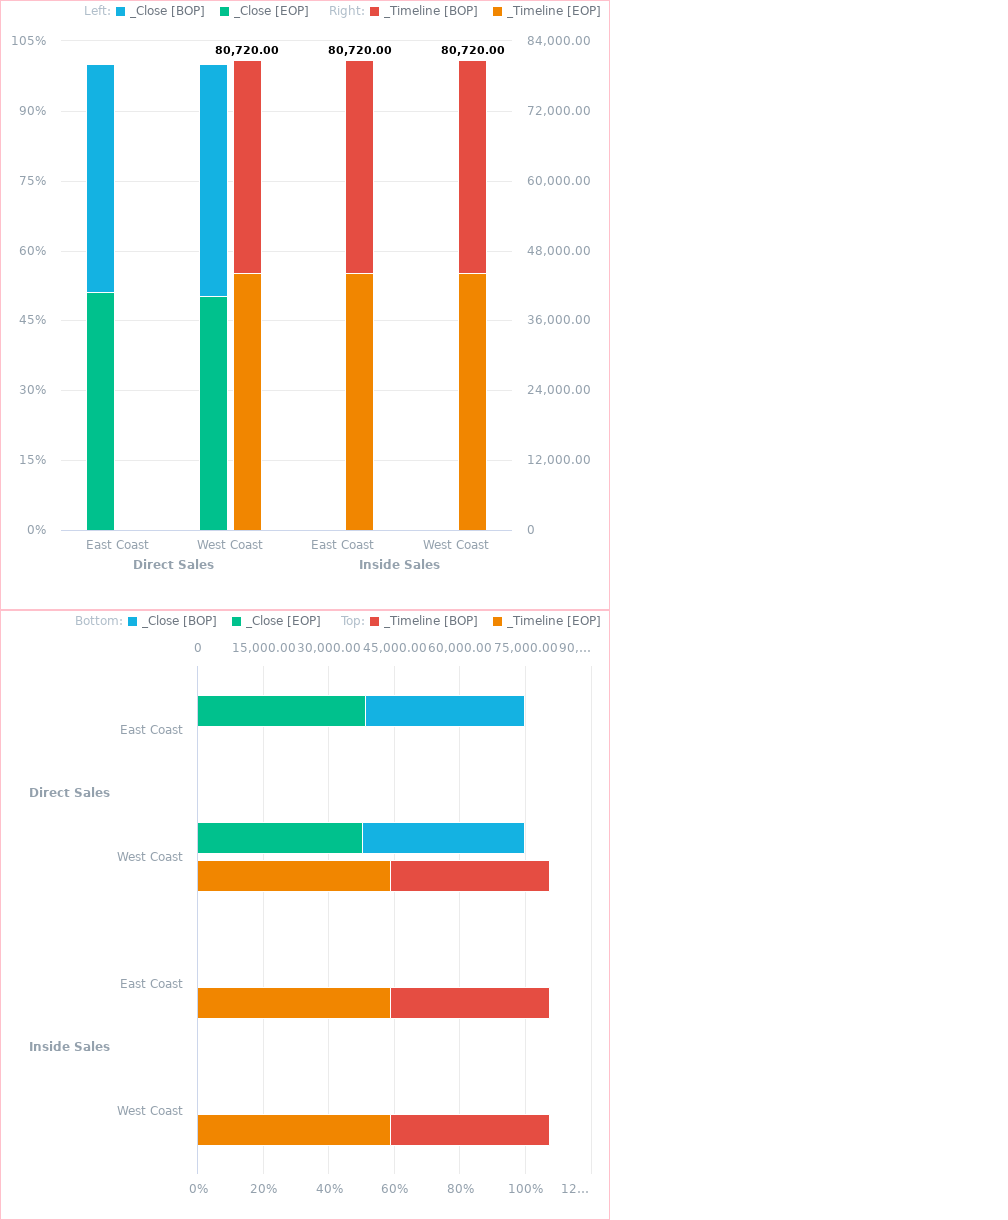 Left: _Close [BOP] _Close [EOP] Right: _Timeline [BOP] _Timeline [EOP]
105% 84,000.00
80,720.00 80,720.00 80,720.00
90% 72,000.00
75% 60,000.00
60% 48,000.00
45% 36,000.00
30% 24,000.00
15% 12,000.00
0% 0
East Coast West Coast East Coast West Coast
Direct Sales Inside Sales
Bottom: _Close [BOP] _Close [EOP] Top: _Timeline [BOP] _Timeline [EOP]
0 15,000.00 30,000.00 45,000.00 60,000.00 75,000.00 90,...
East Coast
Direct Sales
West Coast
East Coast
Inside Sales
West Coast
0% 20% 40% 60% 80% 100% 12...